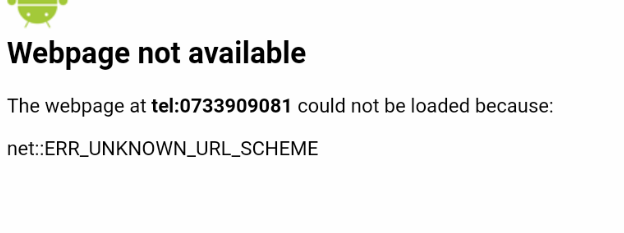 Webpage not available
The webpage at tel:0733909081 could not be loaded because:
net::ERR_UNKNOWN_URL_SCHEME